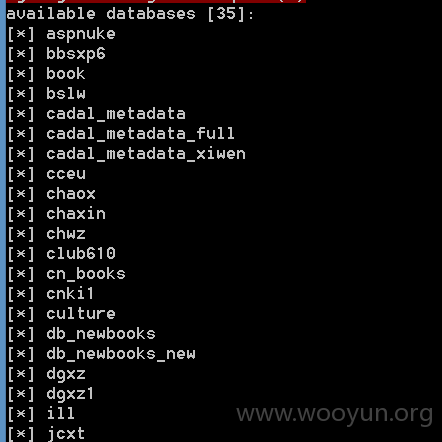 available databases [35]:
[*] aspnuke
[*] bbsxp6
[*] book
[*] bslw
[*] cadal_metadata
[*] cadal_metadata_full
[*] cadal_metadata_xiwen
[*] cceu
[*] chaox
[*] chaxin
[*] chwz
[*] club610
[*] cn_books
[*] cnki1
[*] culture
[*] db_newbooks
[*] db_newbooks_new
[*] dgxz
[*] dgxz1
[*] ill
[*] jcxt
www.wooyun.org